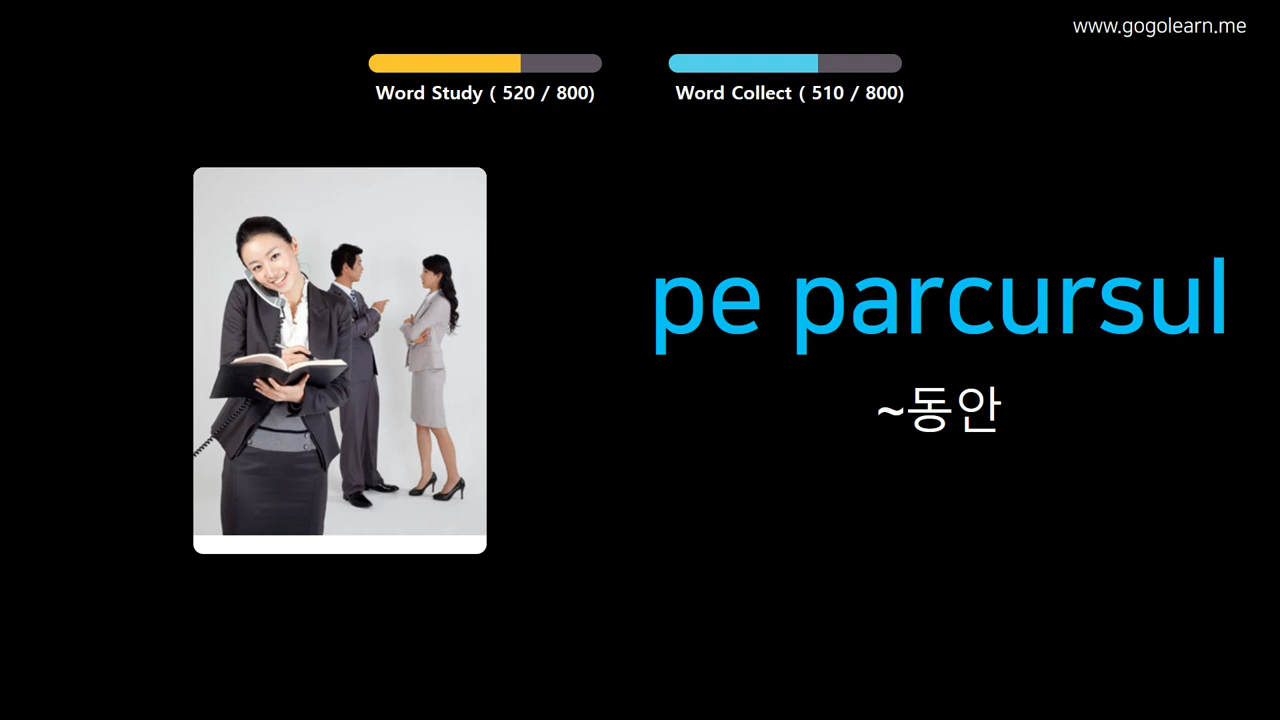 www.gogolearn.me
Word Study ( 520 / 800)
Word Collect ( 510 / 800)
pe parcursul
~동안